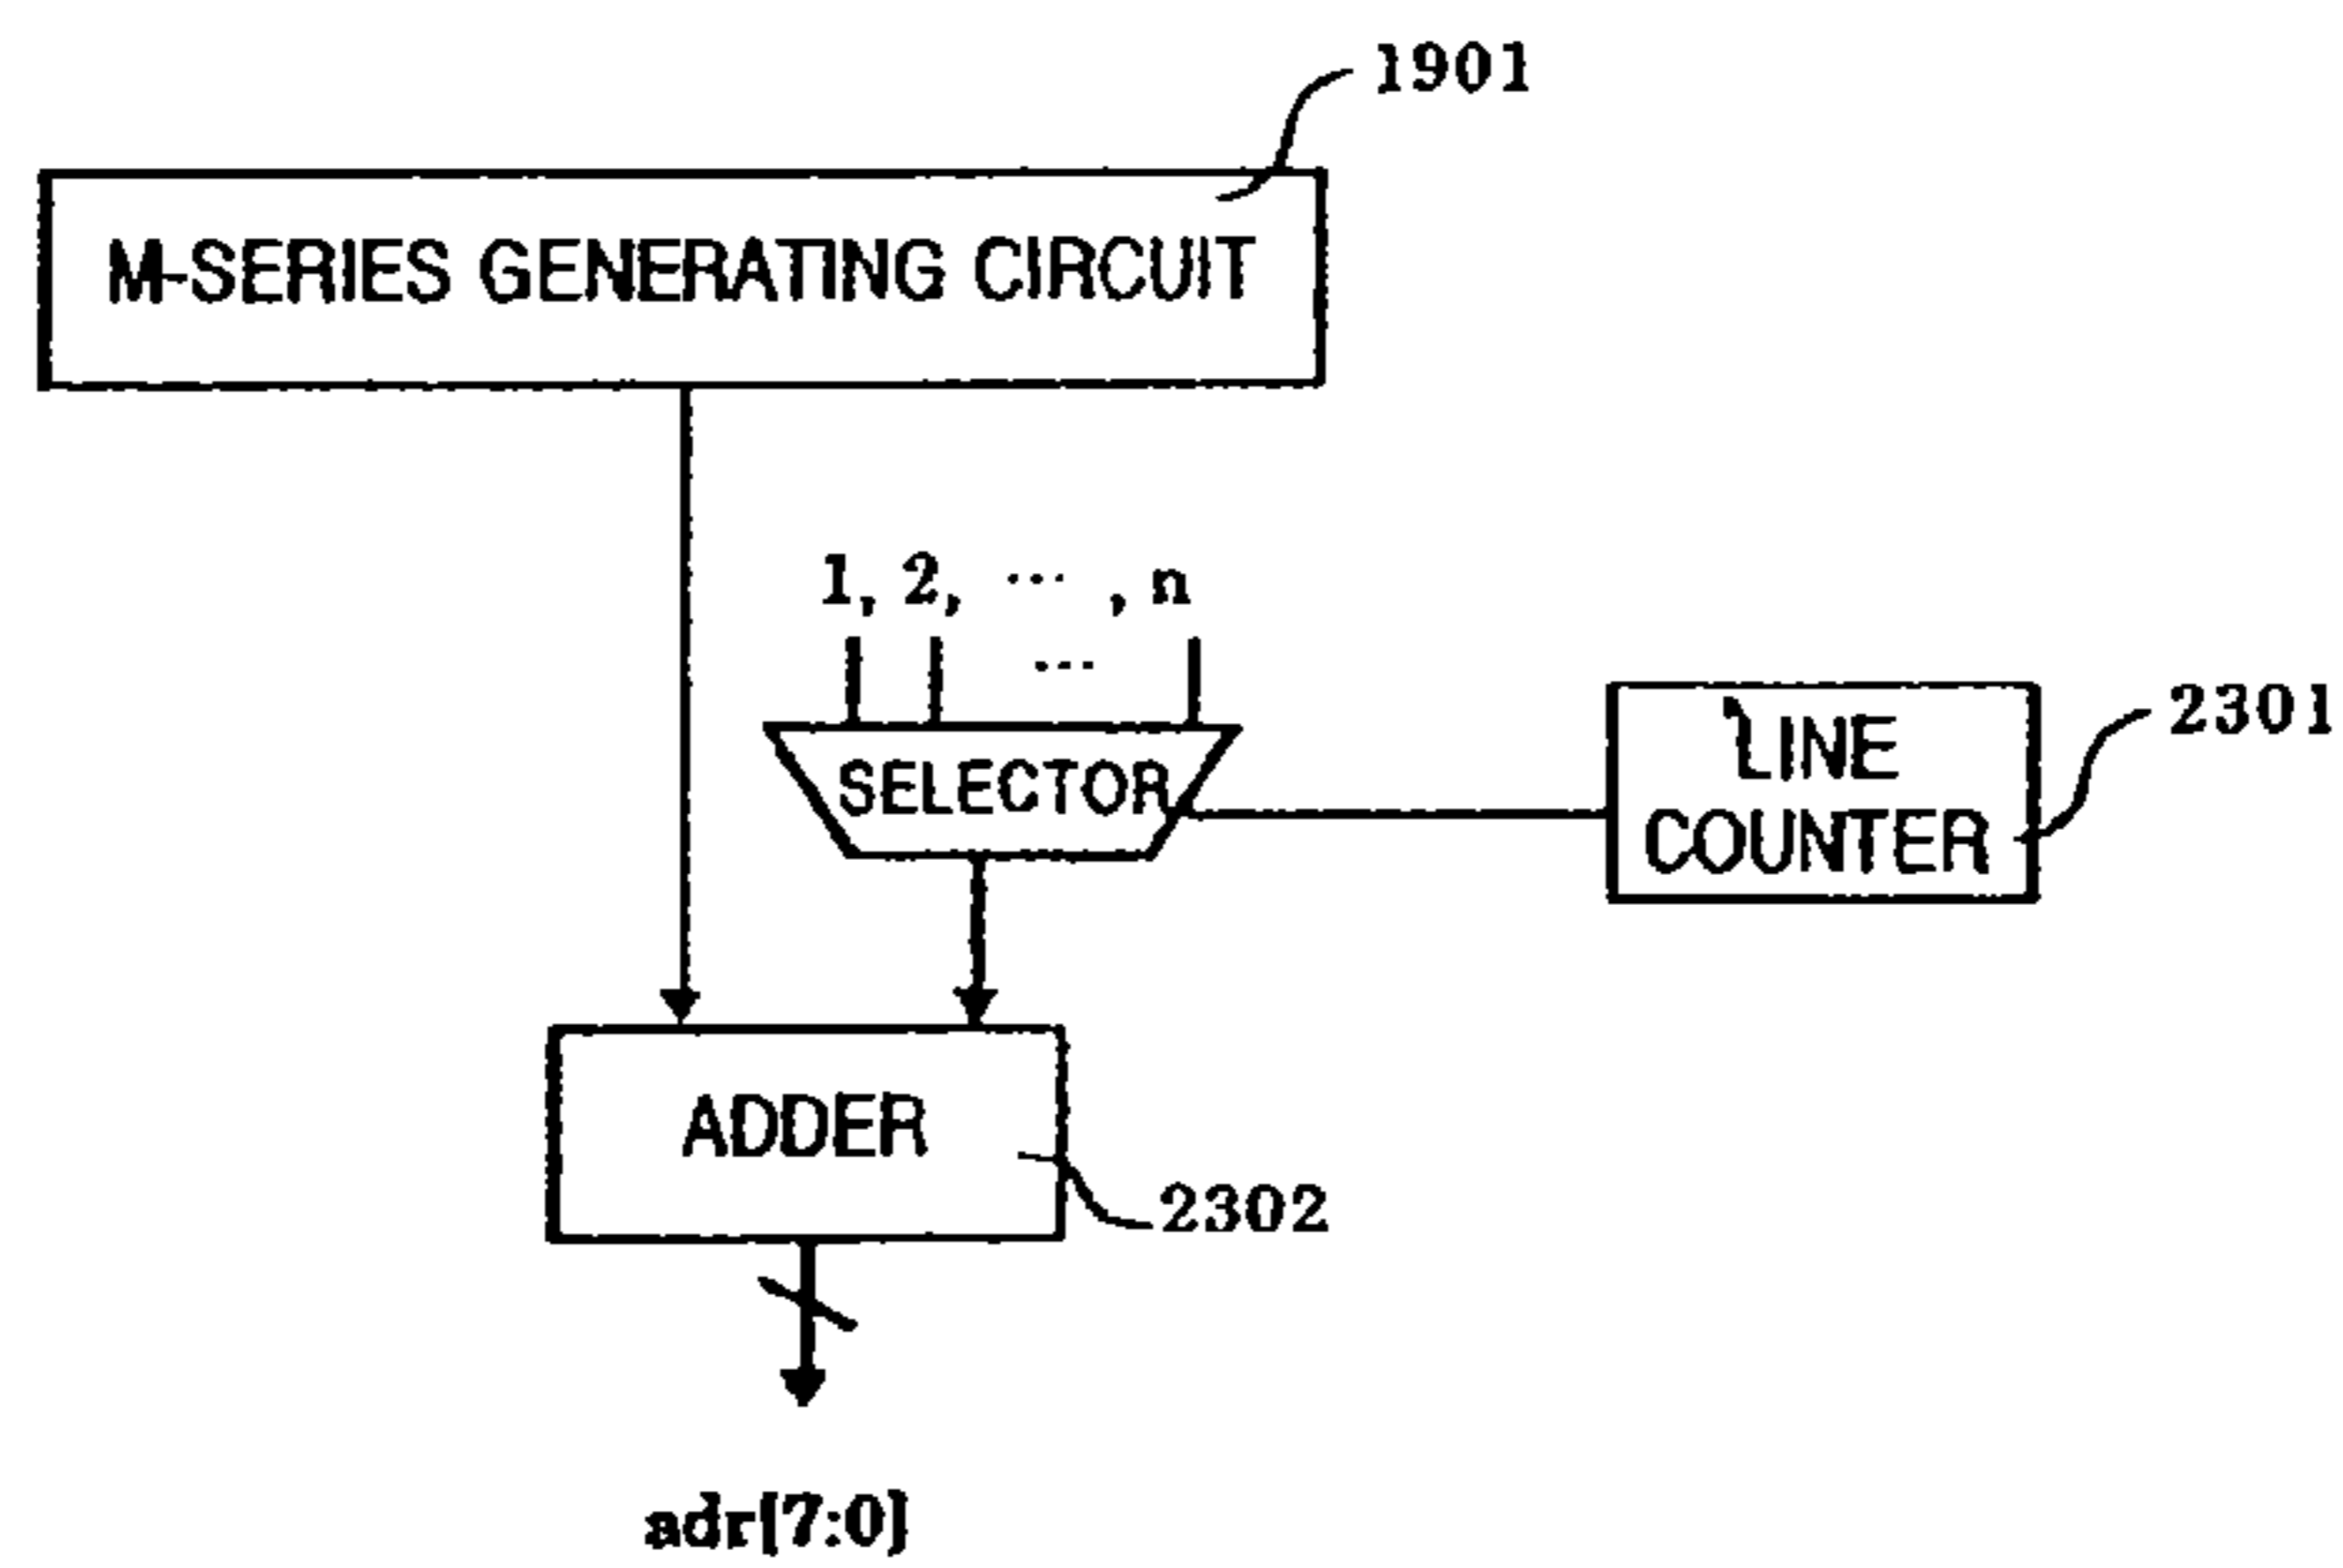 1901
M-SERIES GENERATING CIRCUIT
1, 2, ··· , n
···
SELECTOR
LINE
COUNTER
2301
ADDER
2302
adr[7:0]